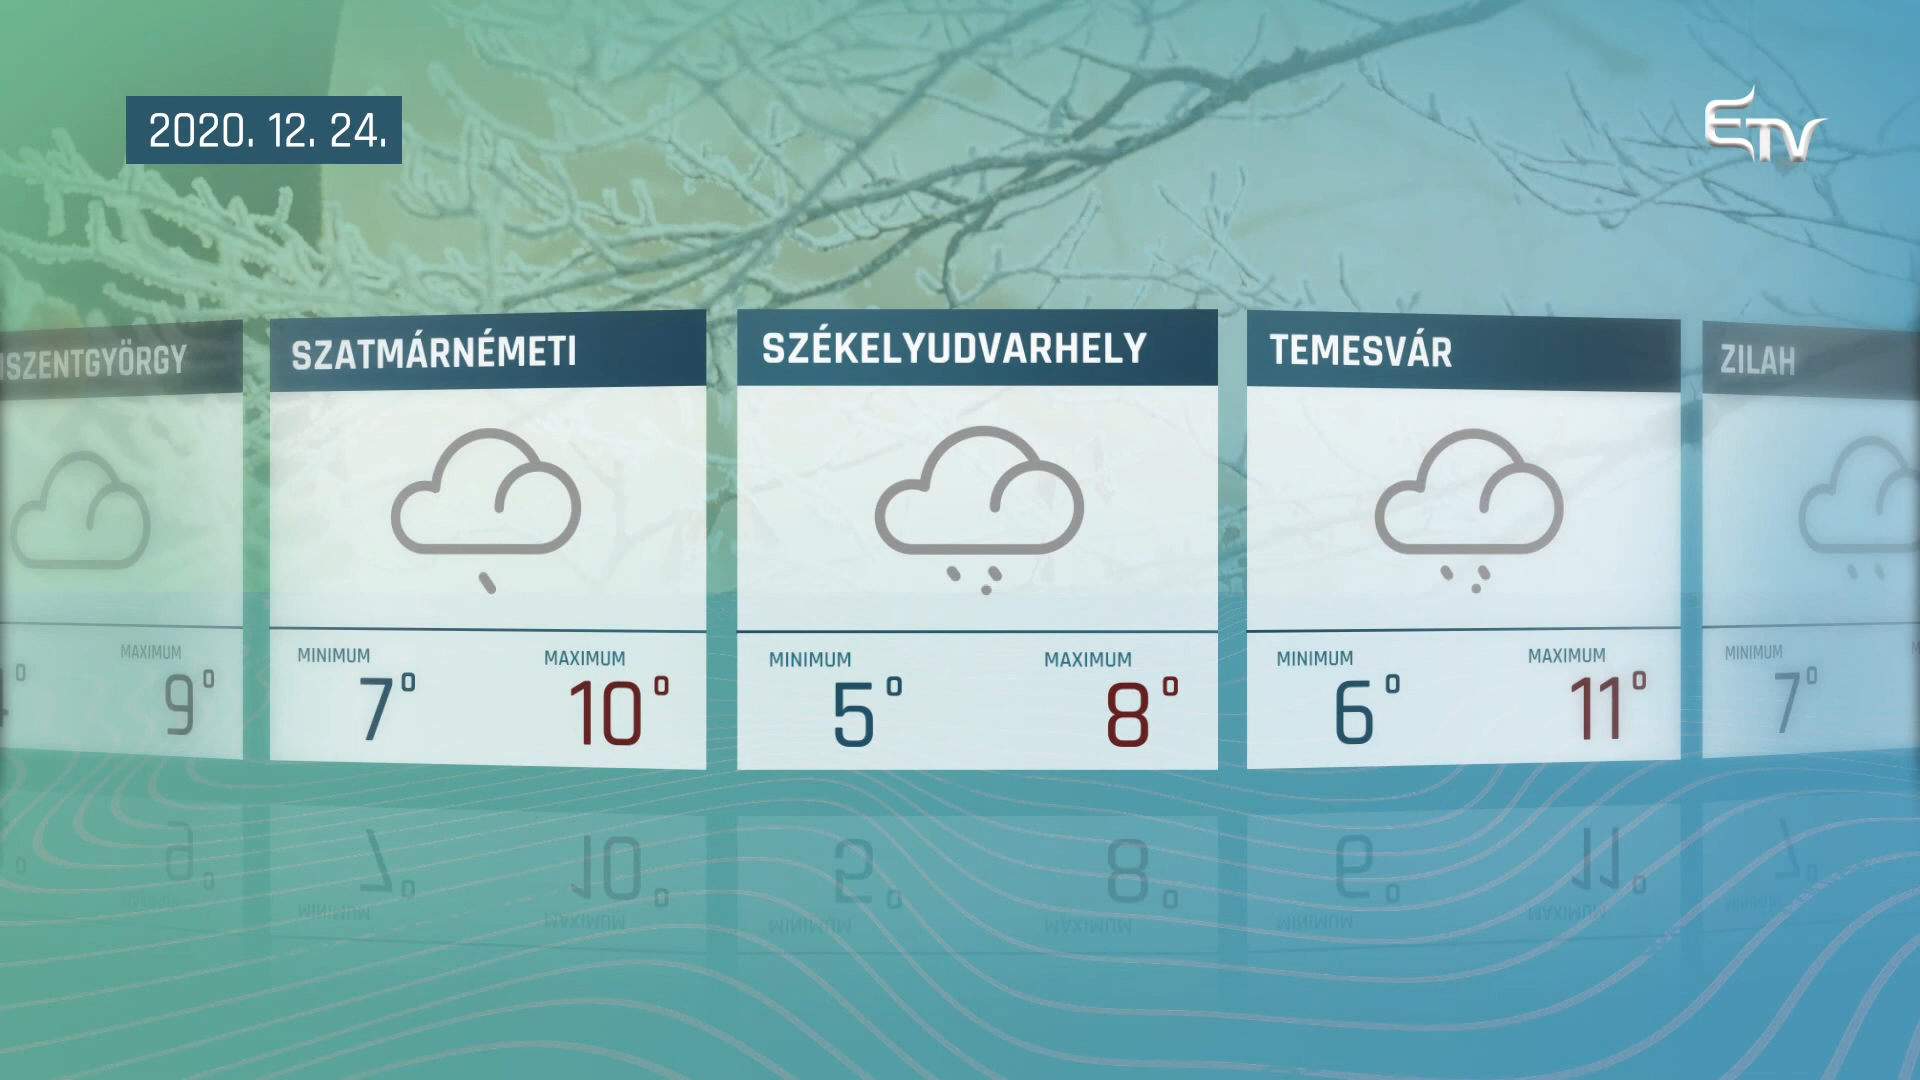 2020. 12. 24.
ETV
ISZENTGYÖRGY
MAXIMUM
9°
SZATMÁRNÉMETI
MINIMUM
7°
MAXIMUM
10°
SZÉKELYUDVARHELY
MINIMUM
5°
MAXIMUM
8°
TEMESVÁR
MINIMUM
6°
MAXIMUM
11°
ZILAH
MINIMUM
7°